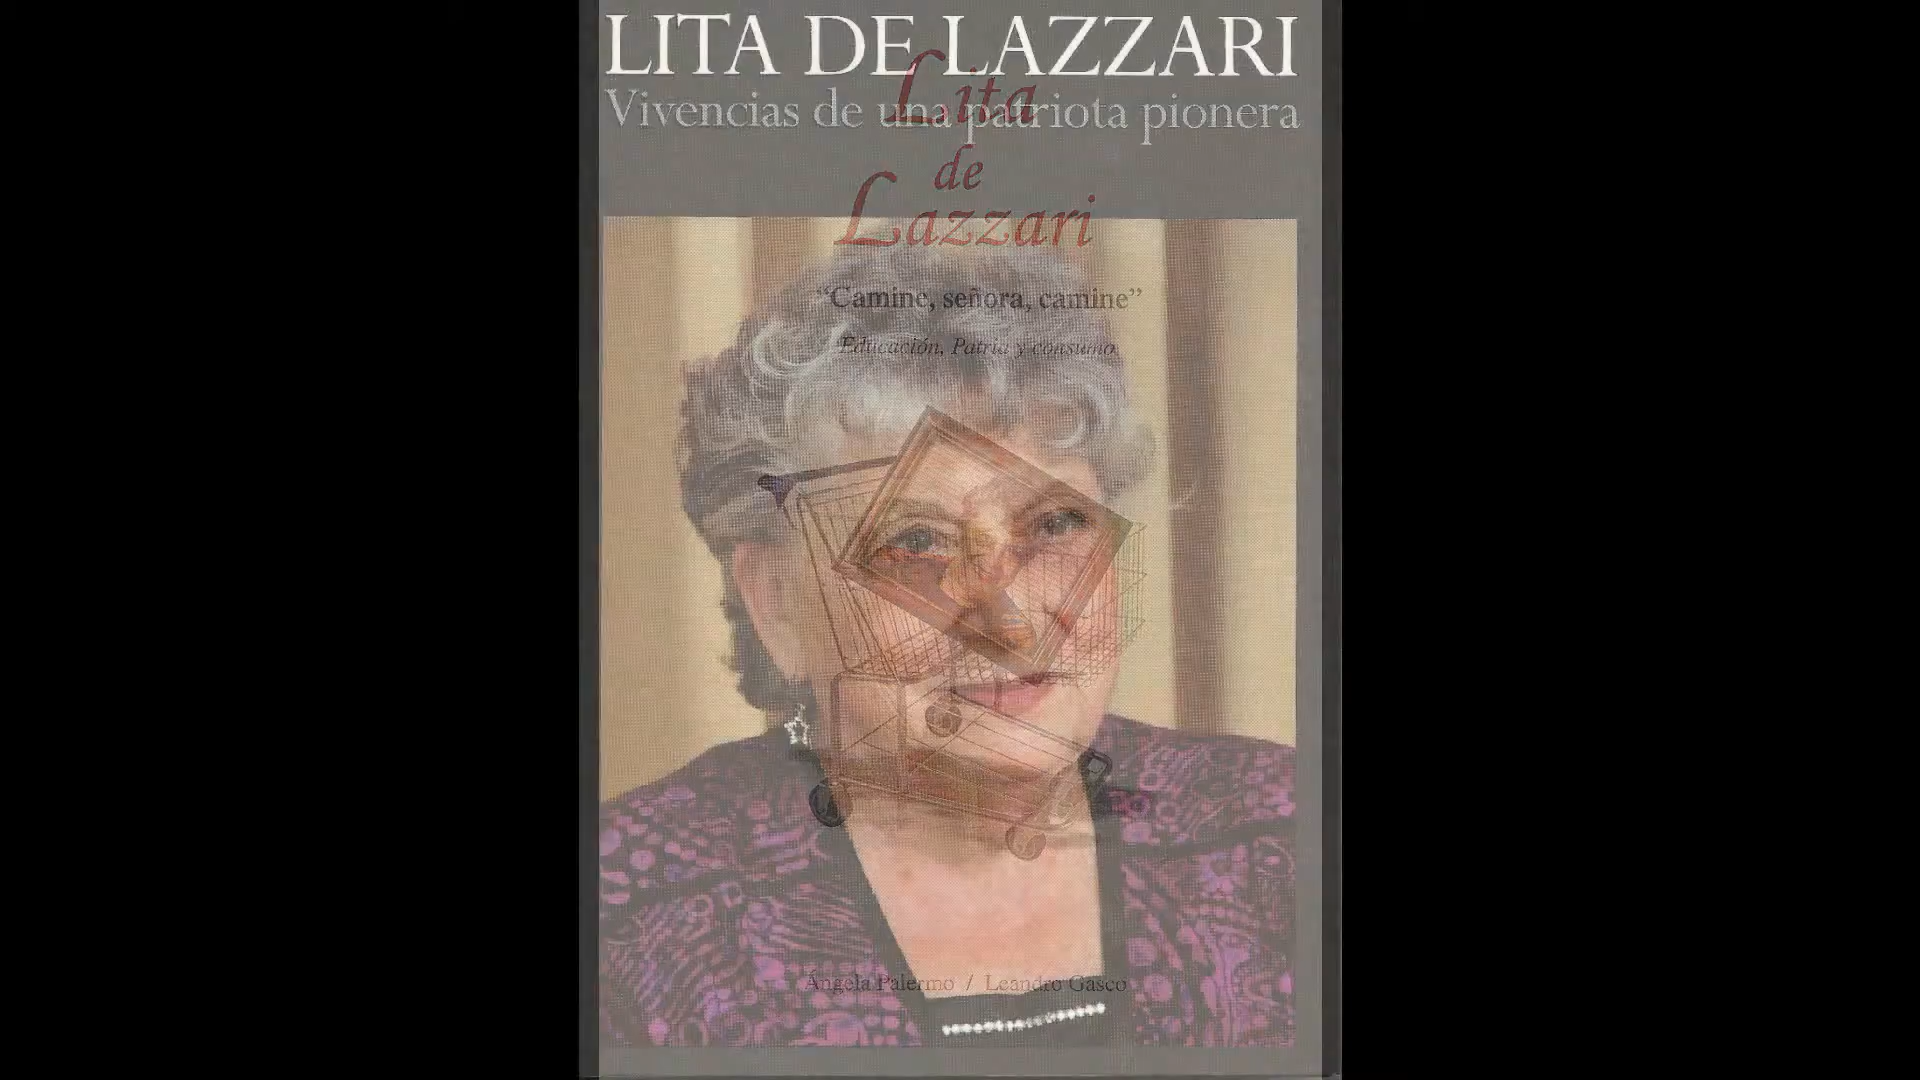 LITA DE LAZZARI
Vivencias de una patriota pionera
Lita
de
Lazzari
“Camine, señora, camine”
Educación, Patria y consumo
Ángela Palermo / Leandro Gasco